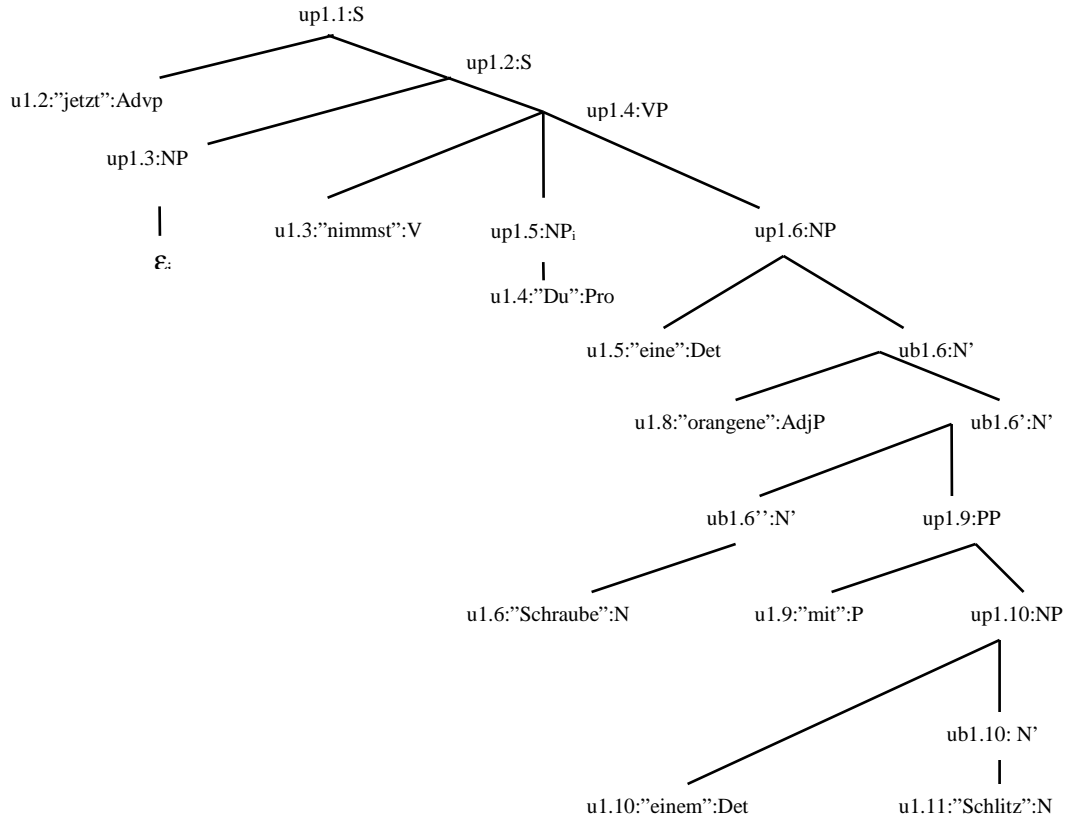 up1.1:S
up1.2:S
u1.2:”jetzt”:Advp
up1.4:VP
up1.3:NP
u1.3:”nimmst”:V
up1.5:NPᵢ
up1.6:NP
εᵢ
u1.4:”Du”:Pro
u1.5:”eine”:Det
ub1.6:N’
u1.8:”orangene”:AdjP
ub1.6’:N’
ub1.6’’:N’
up1.9:PP
u1.6:”Schraube”:N
u1.9:”mit”:P
up1.10:NP
ub1.10: N’
u1.10:”einem”:Det
u1.11:”Schlitz”:N